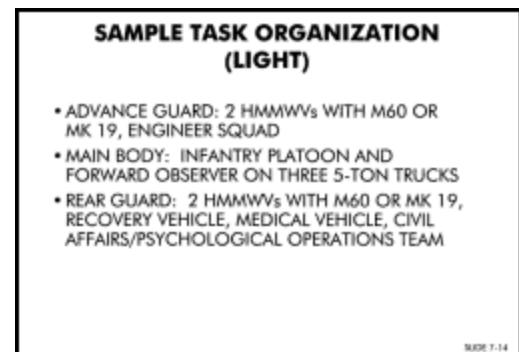 SAMPLE TASK ORGANIZATION
(LIGHT)
• ADVANCE GUARD: 2 HMMWVs WITH M60 OR
MK 19, ENGINEER SQUAD
• MAIN BODY: INFANTRY PLATOON AND
FORWARD OBSERVER ON THREE 5-TON TRUCKS
• REAR GUARD: 2 HMMWVs WITH M60 OR MK 19,
RECOVERY VEHICLE, MEDICAL VEHICLE, CIVIL
AFFAIRS/PSYCHOLOGICAL OPERATIONS TEAM
SLIDE 7-14